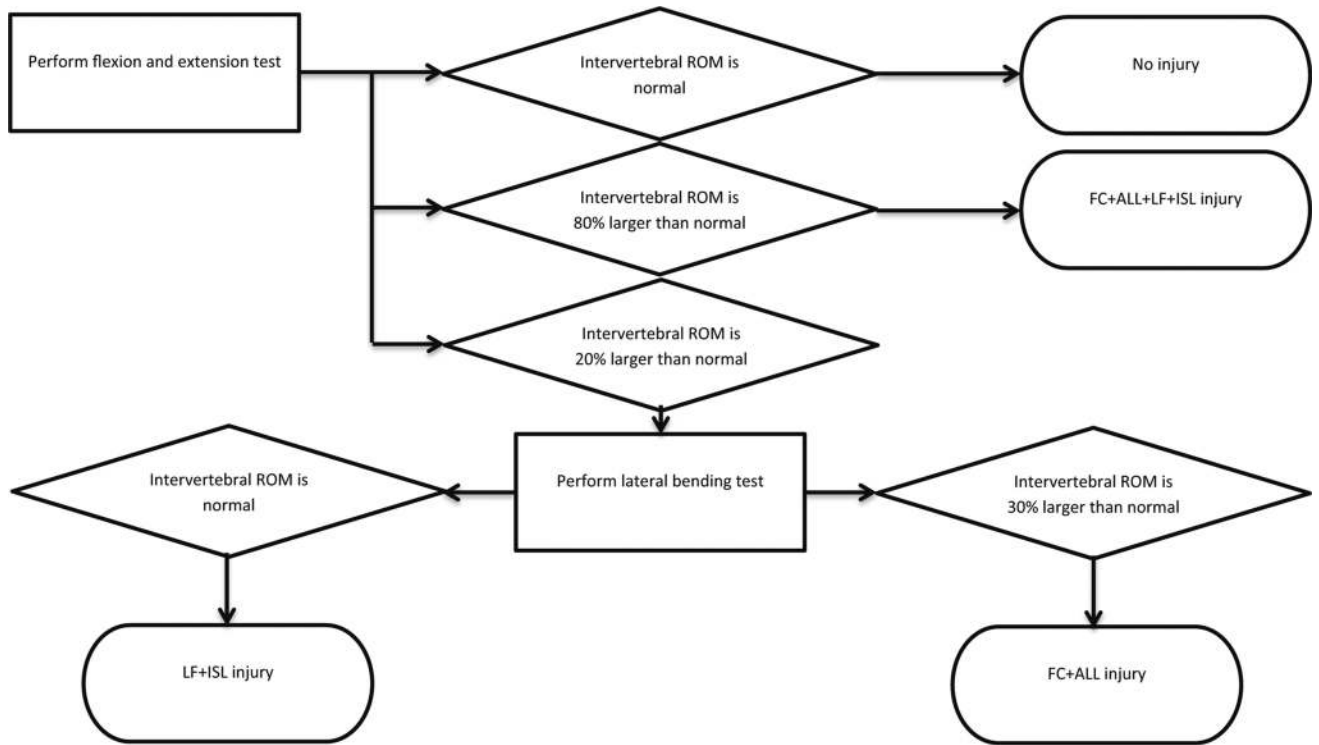 Perform flexion and extension test
Intervertebral ROM is
normal
No injury
Intervertebral ROM is
80% larger than normal
FC+ALL+LF+ISL injury
Intervertebral ROM is
20% larger than normal
Intervertebral ROM is
normal
Perform lateral bending test
Intervertebral ROM is
30% larger than normal
LF+ISL injury
FC+ALL injury